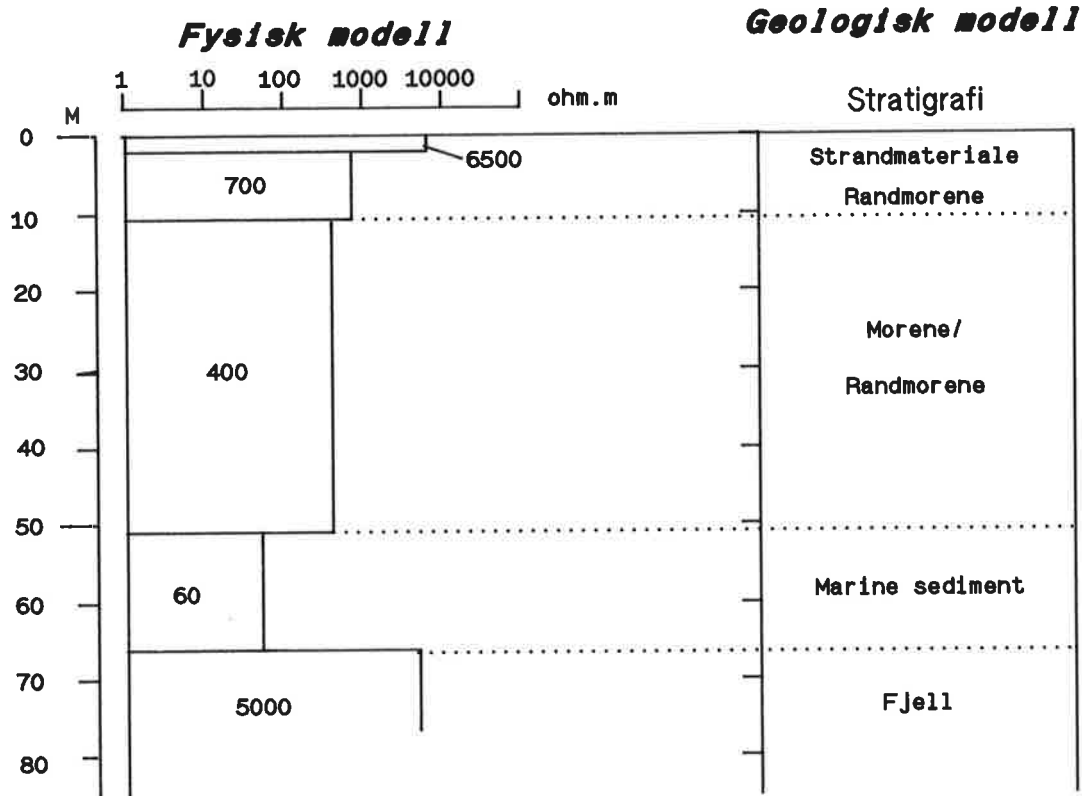 Fysisk modell
Geologisk modell
1 10 100 1000 10000
ohm.m
Stratigrafi
M
0
6500
Strandmateriale
700
Randmorene
10
20
Morene/
30
400
Randmorene
40
50
60
Marine sediment
60
70
5000
Fjell
80